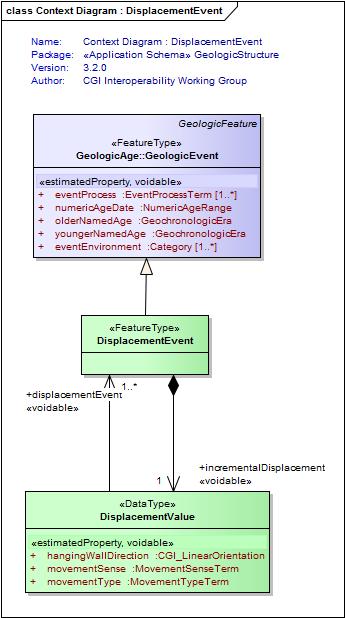 class Context Diagram : DisplacementEvent
Name: Context Diagram : DisplacementEvent
Package: «Application Schema» GeologicStructure
Version: 3.2.0
Author: CGI Interoperability Working Group
GeologicFeature
«FeatureType»
GeologicAge::GeologicEvent
«estimatedProperty, voidable»
+ eventProcess :EventProcessTerm [1..*]
+ numericAgeDate :NumericAgeRange
+ olderNamedAge :GeochronologicEra
+ youngerNamedAge :GeochronologicEra
+ eventEnvironment :Category [1..*]
«FeatureType»
DisplacementEvent
1..*
+displacementEvent
«voidable»
+incrementalDisplacement
1
«voidable»
«DataType»
DisplacementValue
«estimatedProperty, voidable»
+ hangingWallDirection :CGI_LinearOrientation
+ movementSense :MovementSenseTerm
+ movementType :MovementTypeTerm